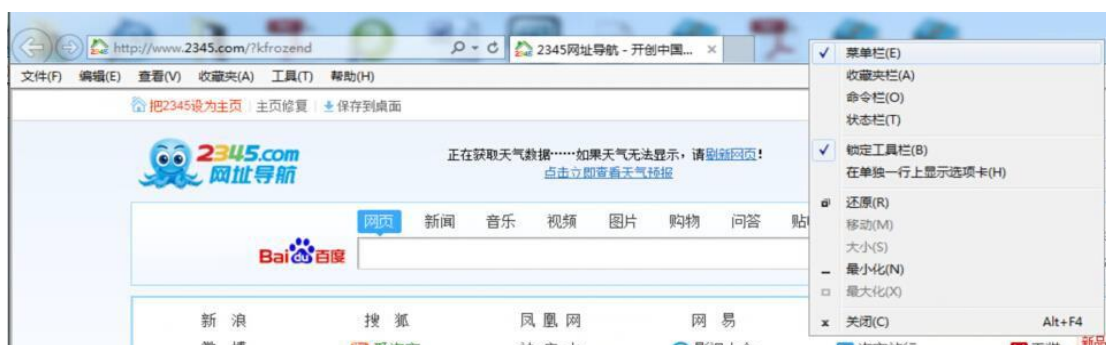 http://www.2345.com/?kfrozend
2345网址导航 - 开创中国...
文件(F) 编辑(E) 查看(V) 收藏夹(A) 工具(T) 帮助(H)
把2345设为主页 主页修复 保存到桌面
2345.com
网址导航
正在获取天气数据……如果天气无法显示，请刷新网页!
点击立即查看天气预报
网页 新闻 音乐 视频 图片 购物 问答 贴
Bai du 百度
新 浪 搜 狐 凤 凰 网 网 易
菜单栏(E)
收藏夹栏(A)
命令栏(O)
状态栏(T)
锁定工具栏(B)
在单独一行上显示选项卡(H)
还原(R)
移动(M)
大小(S)
最小化(N)
最大化(X)
关闭(C) Alt+F4
新品